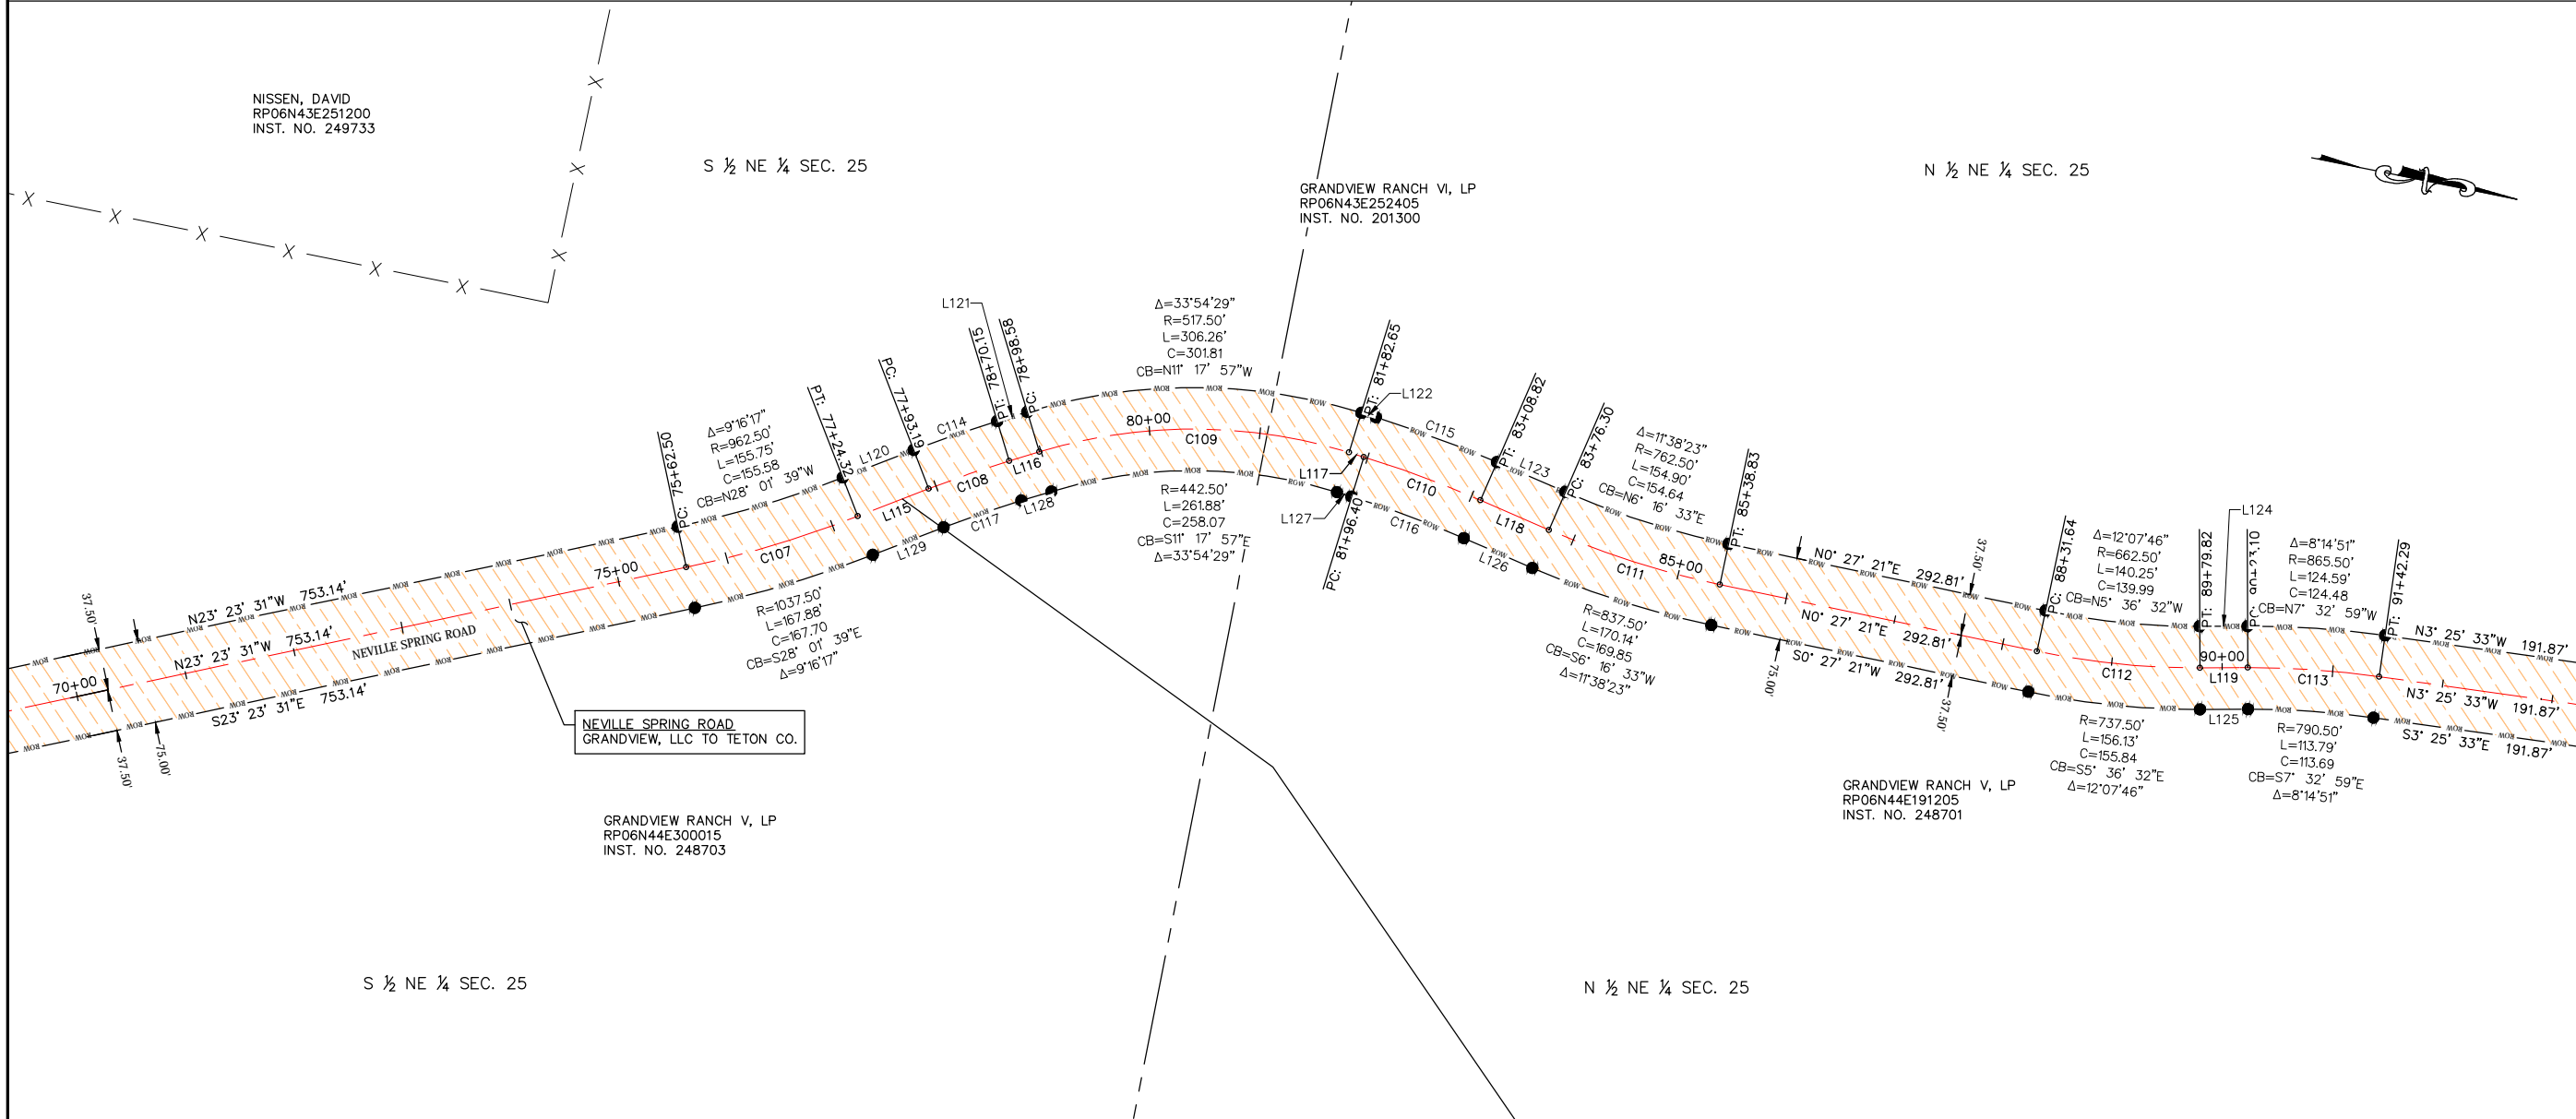 NISSEN, DAVID
RP06N43E251200
INST. NO. 249733
S ½ NE ¼ SEC. 25
GRANDVIEW RANCH VI, LP
RP06N43E252405
INST. NO. 201300
N ½ NE ¼ SEC. 25
L121
PT: 78+70.15
PC: 78+98.58
Δ=33°54'29"
R=517.50'
L=306.26'
C=301.81
CB=N11° 17' 57"W
PT: 81+82.65
L122
PC: 77+93.19
PT: 77+24.32
PC: 75+62.50
Δ=9°16'17"
R=962.50'
L=155.75'
C=155.58
CB=N28° 01' 39"W
L120
C114
80+00
C109
L116
C108
L115
C107
75+00
C117
L128
L129
R=442.50'
L=261.88'
C=258.07
CB=S11° 17' 57"E
Δ=33°54'29"
L117
L127
PC: 81+96.40
C115
C110
C116
PT: 83+08.82
L123
L118
L126
PC: 83+76.30
Δ=11°38'23"
R=762.50'
L=154.90'
C=154.64
CB=N6° 16' 33"E
PT: 85+38.83
C111
85+00
R=837.50'
L=170.14'
C=169.85
CB=S6° 16' 33"W
Δ=11°38'23"
N0° 27' 21"E 292.81'
N0° 27' 21"E 292.81'
S0° 27' 21"W 292.81'
37.50'
75.00'
37.50'
PC: 88+31.64
Δ=12°07'46"
R=662.50'
L=140.25'
C=139.99
CB=N5° 36' 32"W
PT: 89+79.82
PC: 90+23.10
L124
Δ=8°14'51"
R=865.50'
L=124.59'
C=124.48
CB=N7° 32' 59"W
PT: 91+42.29
N3° 25' 33"W 191.87'
N3° 25' 33"W 191.87'
S3° 25' 33"E 191.87'
90+00
C112
L119
C113
L125
R=737.50'
L=156.13'
C=155.84
CB=S5° 36' 32"E
Δ=12°07'46"
R=790.50'
L=113.79'
C=113.69
CB=S7° 32' 59"E
Δ=8°14'51"
37.50'
N23° 23' 31"W 753.14'
N23° 23' 31"W 753.14'
NEVILLE SPRING ROAD
70+00
S23° 23' 31"E 753.14'
37.50'
75.00'
R=1037.50'
L=167.88'
C=167.70
CB=S28° 01' 39"E
Δ=9°16'17"
NEVILLE SPRING ROAD
GRANDVIEW, LLC TO TETON CO.
GRANDVIEW RANCH V, LP
RP06N44E300015
INST. NO. 248703
GRANDVIEW RANCH V, LP
RP06N44E191205
INST. NO. 248701
S ½ NE ¼ SEC. 25
N ½ NE ¼ SEC. 25